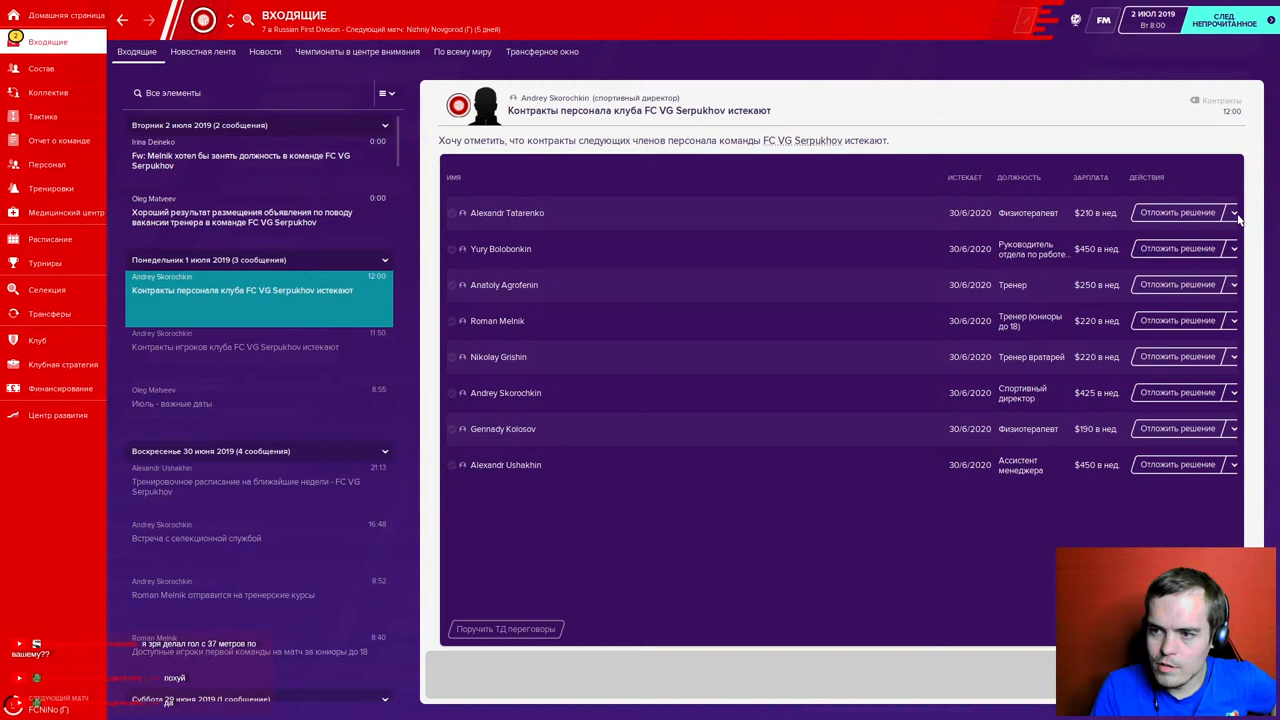 Домашняя страница
2
Входящие
Состав
Коллектив
Тактика
Отчет о команде
Персонал
Тренировки
Медицинский центр
Расписание
Турниры
Селекция
Трансферы
Клуб
Клубная стратегия
Финансирование
Центр развития
СЛЕДУЮЩИЙ МАТЧ
FCNiNo (Г)
ВХОДЯЩИЕ
7 в Russian First Division - Следующий матч: Nizhniy Novgorod (Г) (5 дней)
FM
2 ИЮЛ 2019
Вт 8:00
СЛЕД. НЕПРОЧИТАННОЕ
Входящие
Новостная лента
Новости
Чемпионаты в центре внимания
По всему миру
Трансферное окно
Все элементы
Вторник 2 июля 2019 (2 сообщения)
Irina Deineko 0:00
Fw: Melnik хотел бы занять должность в команде FC VG
Serpukhov
Oleg Matveev 0:00
Хороший результат размещения объявления по поводу
вакансии тренера в команде FC VG Serpukhov
Понедельник 1 июля 2019 (3 сообщения)
Andrey Skorochkin 12:00
Контракты персонала клуба FC VG Serpukhov истекают
Andrey Skorochkin 11:50
Контракты игроков клуба FC VG Serpukhov истекают
Oleg Matveev 8:55
Июль - важные даты
Воскресенье 30 июня 2019 (4 сообщения)
Alexandr Ushakhin 21:13
Тренировочное расписание на ближайшие недели - FC VG
Serpukhov
Andrey Skorochkin 16:48
Встреча с селекционной службой
Andrey Skorochkin 8:52
Roman Melnik отправится на тренерские курсы
Roman Melnik 8:40
Доступные игроки первой команды на матч за юниоры до 18
Суббота 29 июня 2019 (1 сообщение)
я зря делал гол с 37 метров по
вашему??
похуй
да
Andrey Skorochkin (спортивный директор)
Контракты персонала клуба FC VG Serpukhov истекают
Контракты
12:00
Хочу отметить, что контракты следующих членов персонала команды FC VG Serpukhov истекают.
ИМЯ ИСТЕКАЕТ ДОЛЖНОСТЬ ЗАРПЛАТА ДЕЙСТВИЯ
Alexandr Tatarenko 30/6/2020 Физиотерапевт $210 в нед. Отложить решение
Yury Bolobonkin 30/6/2020 Руководитель отдела по работе... $450 в нед. Отложить решение
Anatoly Agrofenin 30/6/2020 Тренер $250 в нед. Отложить решение
Roman Melnik 30/6/2020 Тренер (юниоры до 18) $220 в нед. Отложить решение
Nikolay Grishin 30/6/2020 Тренер вратарей $220 в нед. Отложить решение
Andrey Skorochkin 30/6/2020 Спортивный директор $425 в нед. Отложить решение
Gennady Kolosov 30/6/2020 Физиотерапевт $190 в нед. Отложить решение
Alexandr Ushakhin 30/6/2020 Ассистент менеджера $450 в нед. Отложить решение
Поручить ТД переговоры